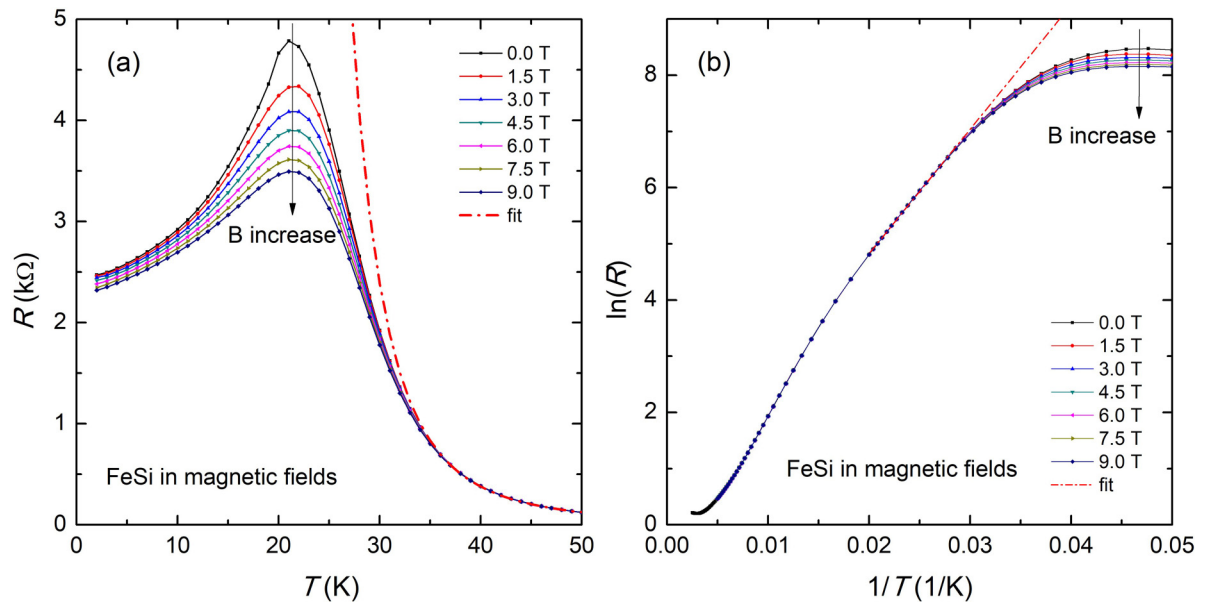 (a)
0.0 T
1.5 T
3.0 T
4.5 T
6.0 T
7.5 T
9.0 T
fit
B increase
FeSi in magnetic fields
R (kΩ)
5
4
3
2
1
0
0
10
20
30
40
50
T (K)
(b)
B increase
0.0 T
1.5 T
3.0 T
4.5 T
6.0 T
7.5 T
9.0 T
fit
FeSi in magnetic fields
ln(R)
8
6
4
2
0
0.00
0.01
0.02
0.03
0.04
0.05
1/T (1/K)